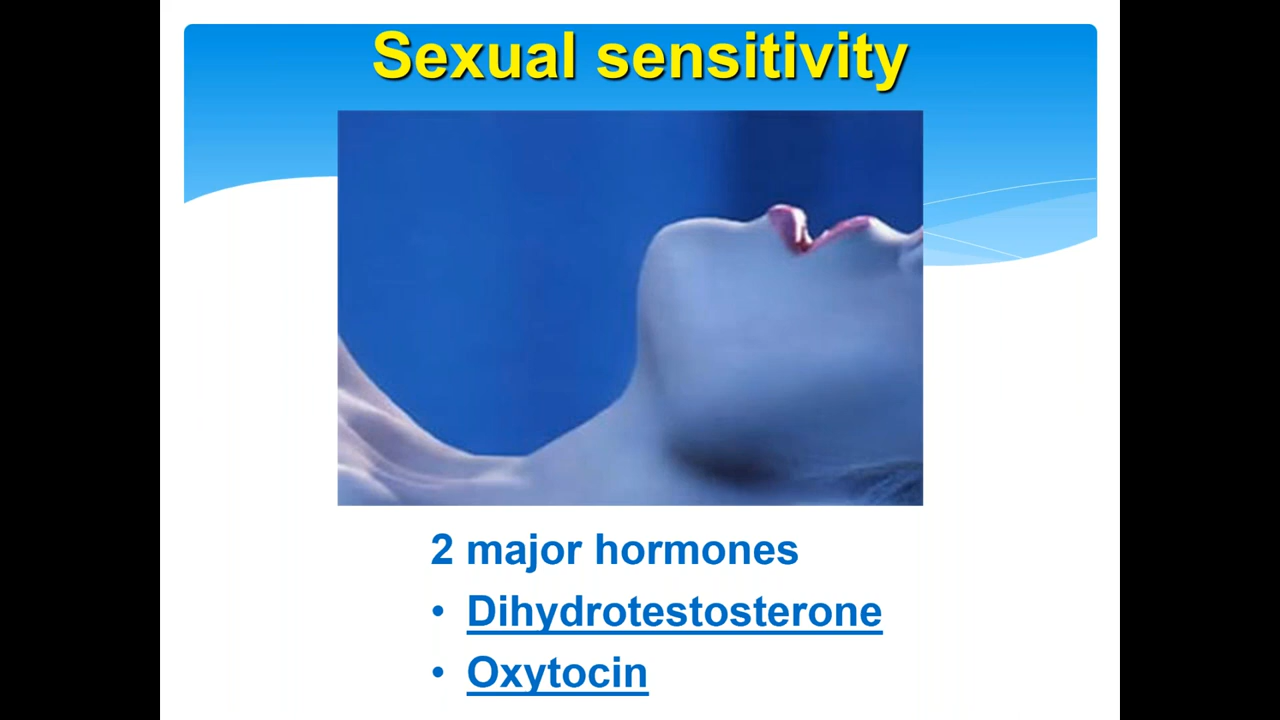 Sexual sensitivity
2 major hormones
• Dihydrotestosterone
• Oxytocin